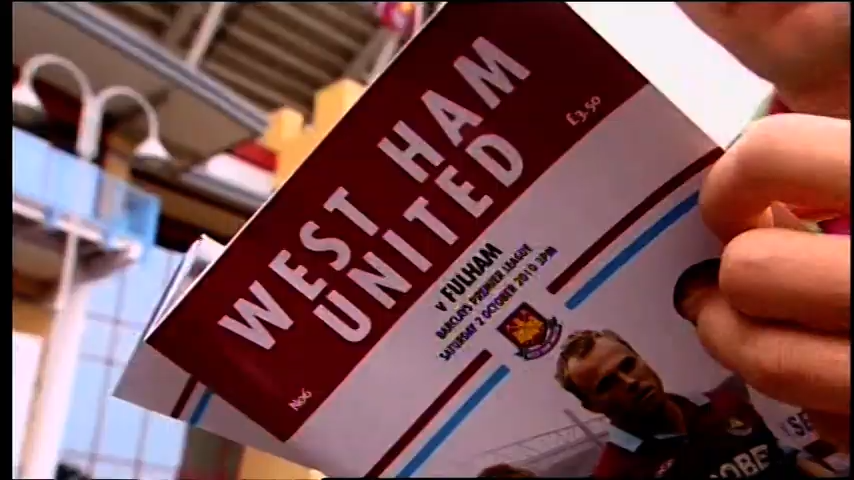 WEST HAM
UNITED
£3.50
No6
v FULHAM
BARCLAYS PREMIER LEAGUE
SATURDAY 2 OCTOBER 2010 3PM